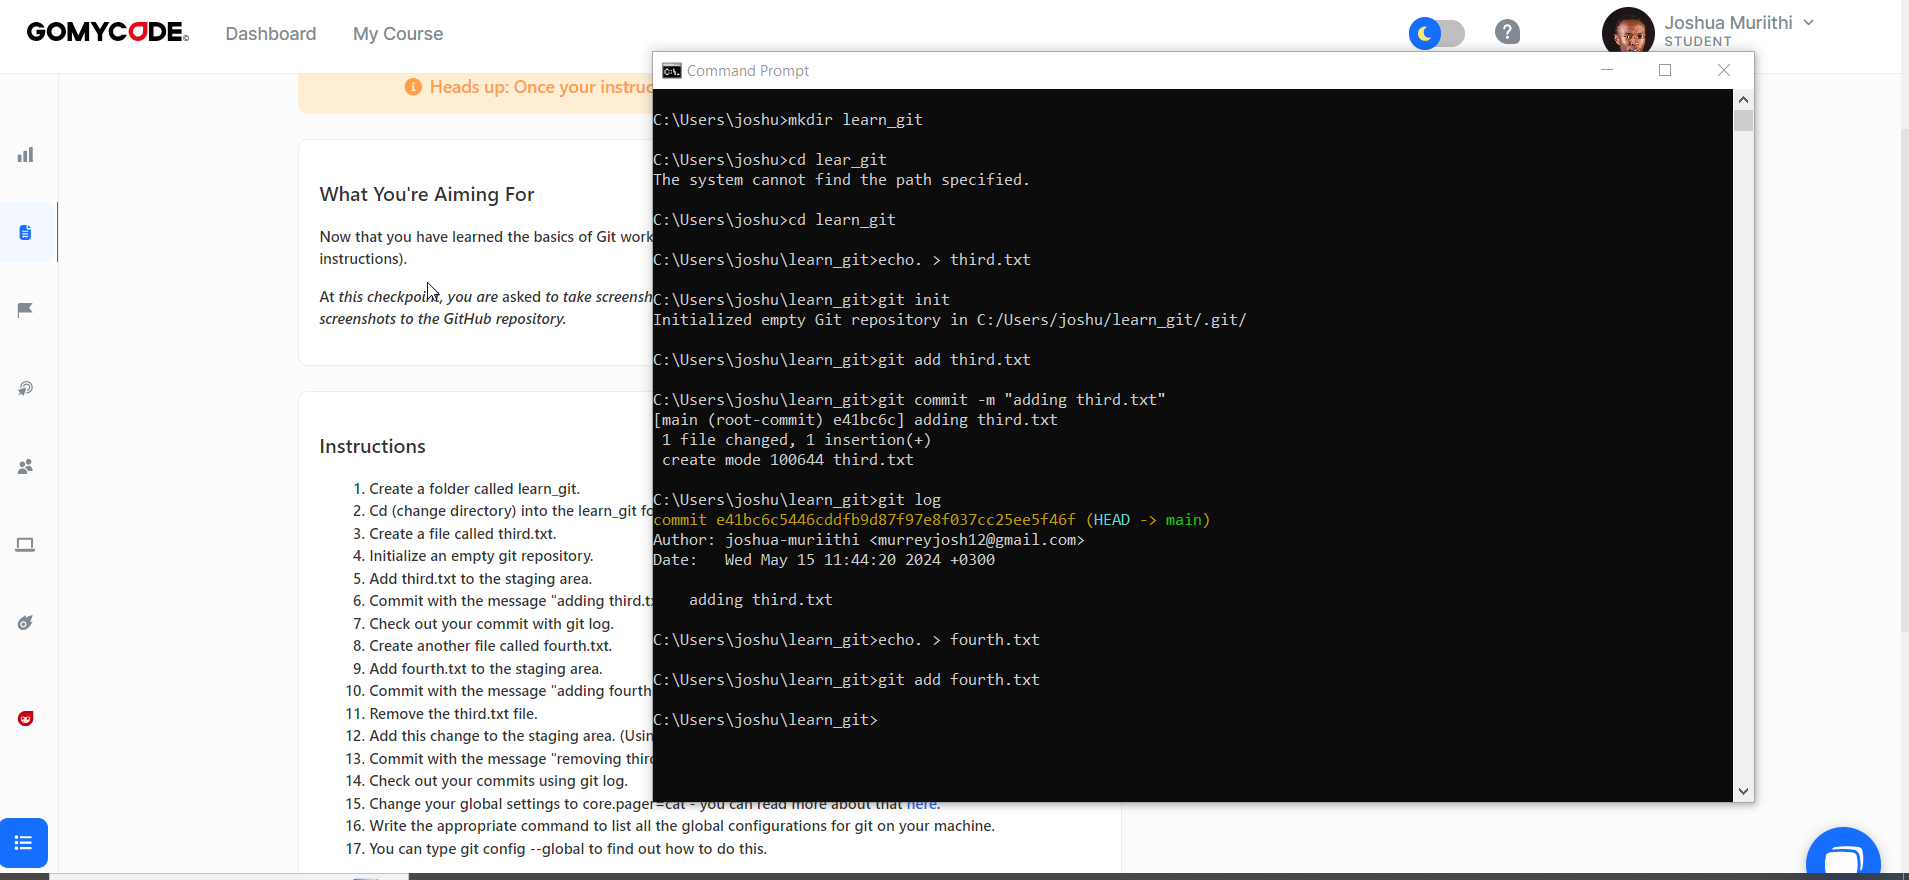 GOMYCODE
Dashboard
My Course
?
Joshua Muriithi
STUDENT
Heads up: Once your instruc
What You're Aiming For
Now that you have learned the basics of Git work
instructions).
At this checkpoint, you are asked to take screensh
screenshots to the GitHub repository.
Instructions
1. Create a folder called learn_git.
2. Cd (change directory) into the learn_git fo
3. Create a file called third.txt.
4. Initialize an empty git repository.
5. Add third.txt to the staging area.
6. Commit with the message "adding third.tx
7. Check out your commit with git log.
8. Create another file called fourth.txt.
9. Add fourth.txt to the staging area.
10. Commit with the message "adding fourth
11. Remove the third.txt file.
12. Add this change to the staging area. (Usin
13. Commit with the message "removing thir
14. Check out your commits using git log.
15. Change your global settings to core.pager=cat - you can read more about that here.
16. Write the appropriate command to list all the global configurations for git on your machine.
17. You can type git config --global to find out how to do this.
Command Prompt
C:\Users\joshu>mkdir learn_git
C:\Users\joshu>cd lear_git
The system cannot find the path specified.
C:\Users\joshu>cd learn_git
C:\Users\joshu\learn_git>echo. > third.txt
C:\Users\joshu\learn_git>git init
Initialized empty Git repository in C:/Users/joshu/learn_git/.git/
C:\Users\joshu\learn_git>git add third.txt
C:\Users\joshu\learn_git>git commit -m "adding third.txt"
[main (root-commit) e41bc6c] adding third.txt
1 file changed, 1 insertion(+)
create mode 100644 third.txt
C:\Users\joshu\learn_git>git log
commit e41bc6c5446cddfb9d87f97e8f037cc25ee5f46f (HEAD -> main)
Author: joshua-muriithi <murreyjosh12@gmail.com>
Date:   Wed May 15 11:44:20 2024 +0300
adding third.txt
C:\Users\joshu\learn_git>echo. > fourth.txt
C:\Users\joshu\learn_git>git add fourth.txt
C:\Users\joshu\learn_git>